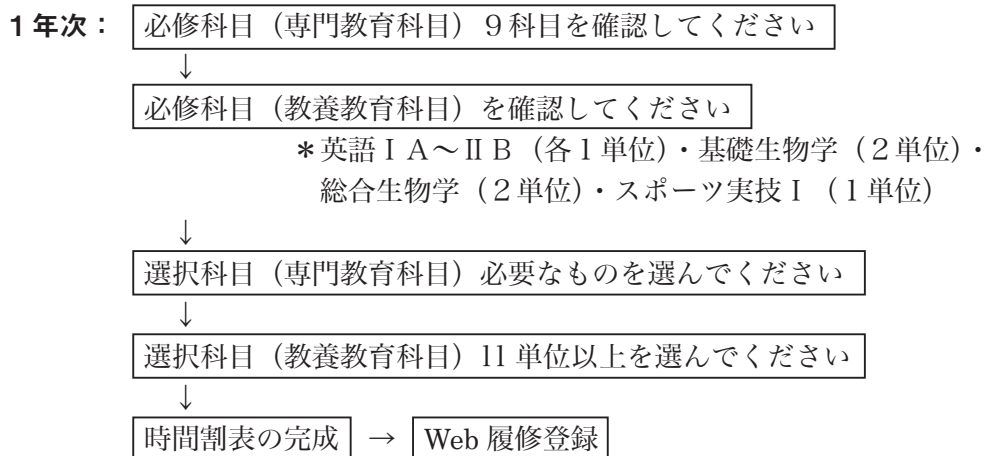 1年次： 必修科目（専門教育科目）9科目を確認してください
↓
必修科目（教養教育科目）を確認してください
＊英語ⅠA～ⅡB（各1単位）・基礎生物学（2単位）・
総合生物学（2単位）・スポーツ実技Ⅰ（1単位）
↓
選択科目（専門教育科目）必要なものを選んでください
↓
選択科目（教養教育科目）11単位以上を選んでください
↓
時間割表の完成 → Web 履修登録